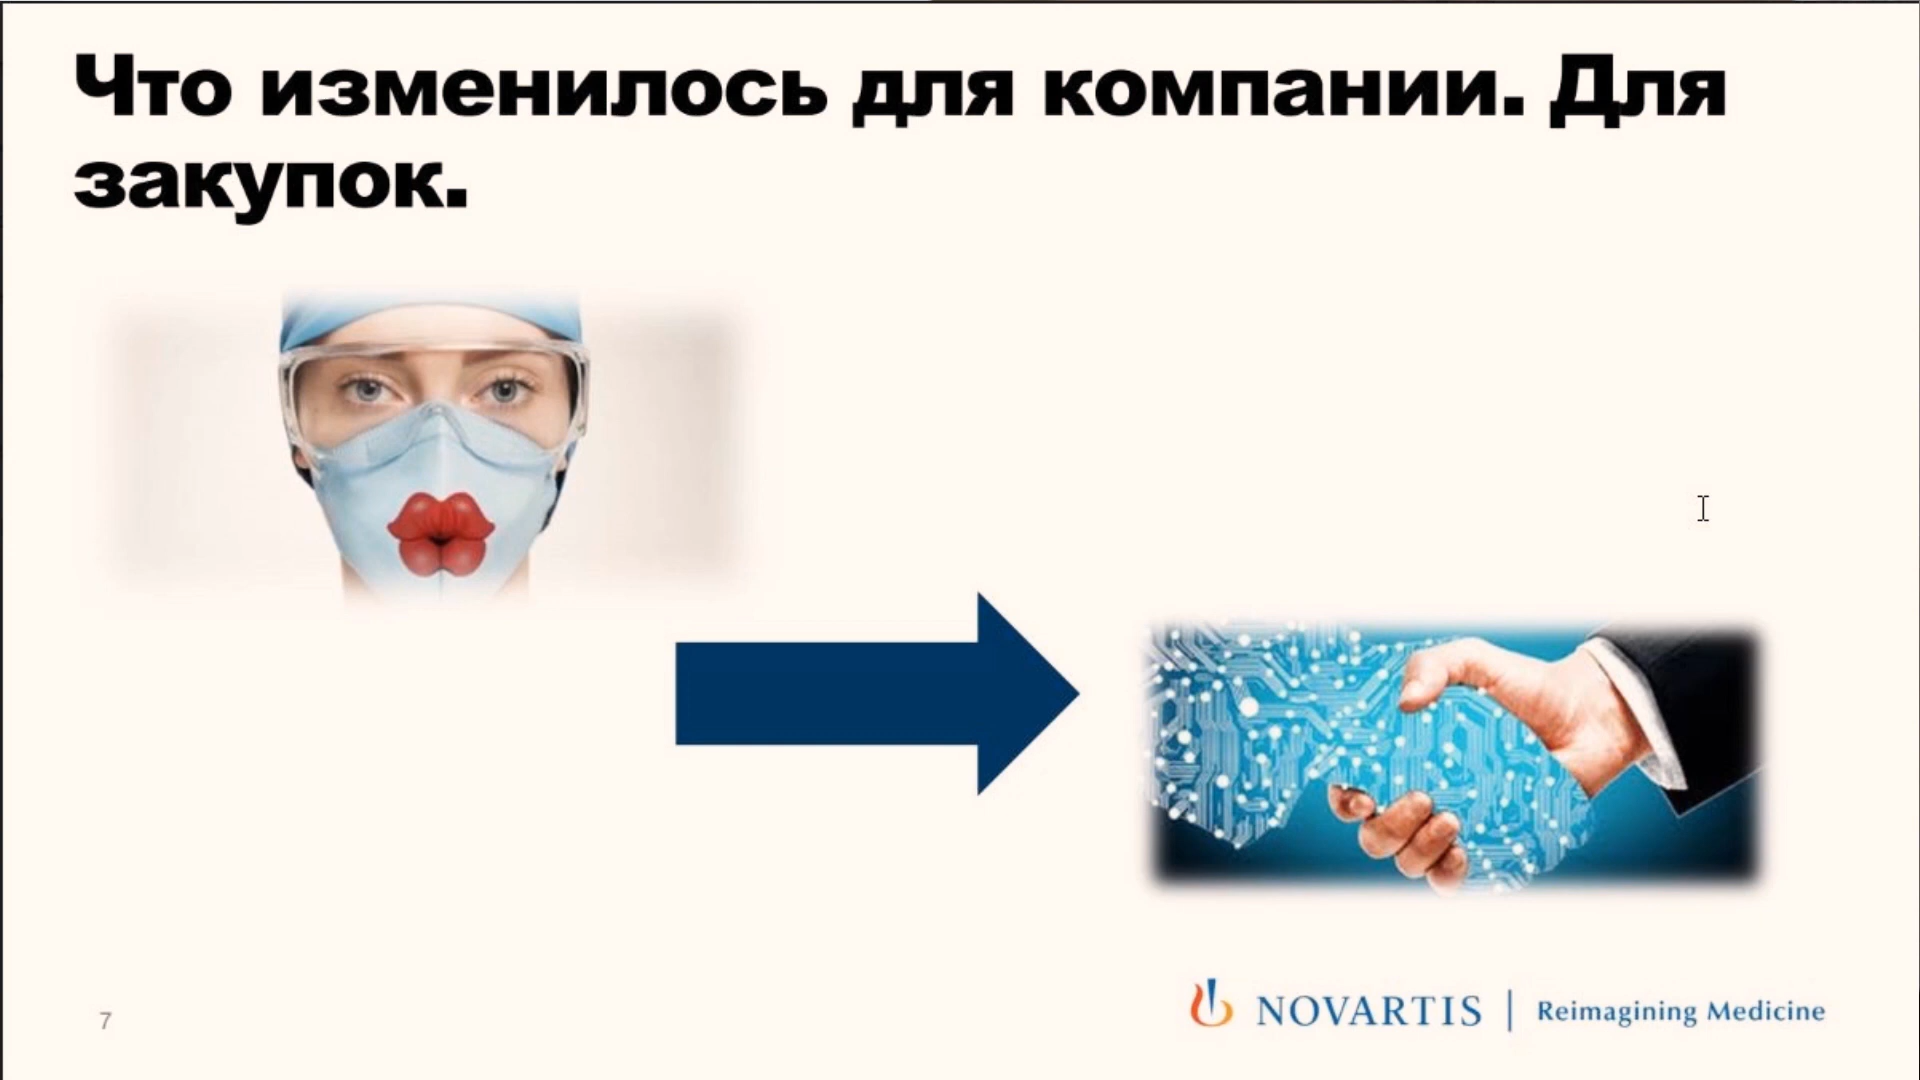 Что изменилось для компании. Для
закупок.
7
NOVARTIS | Reimagining Medicine